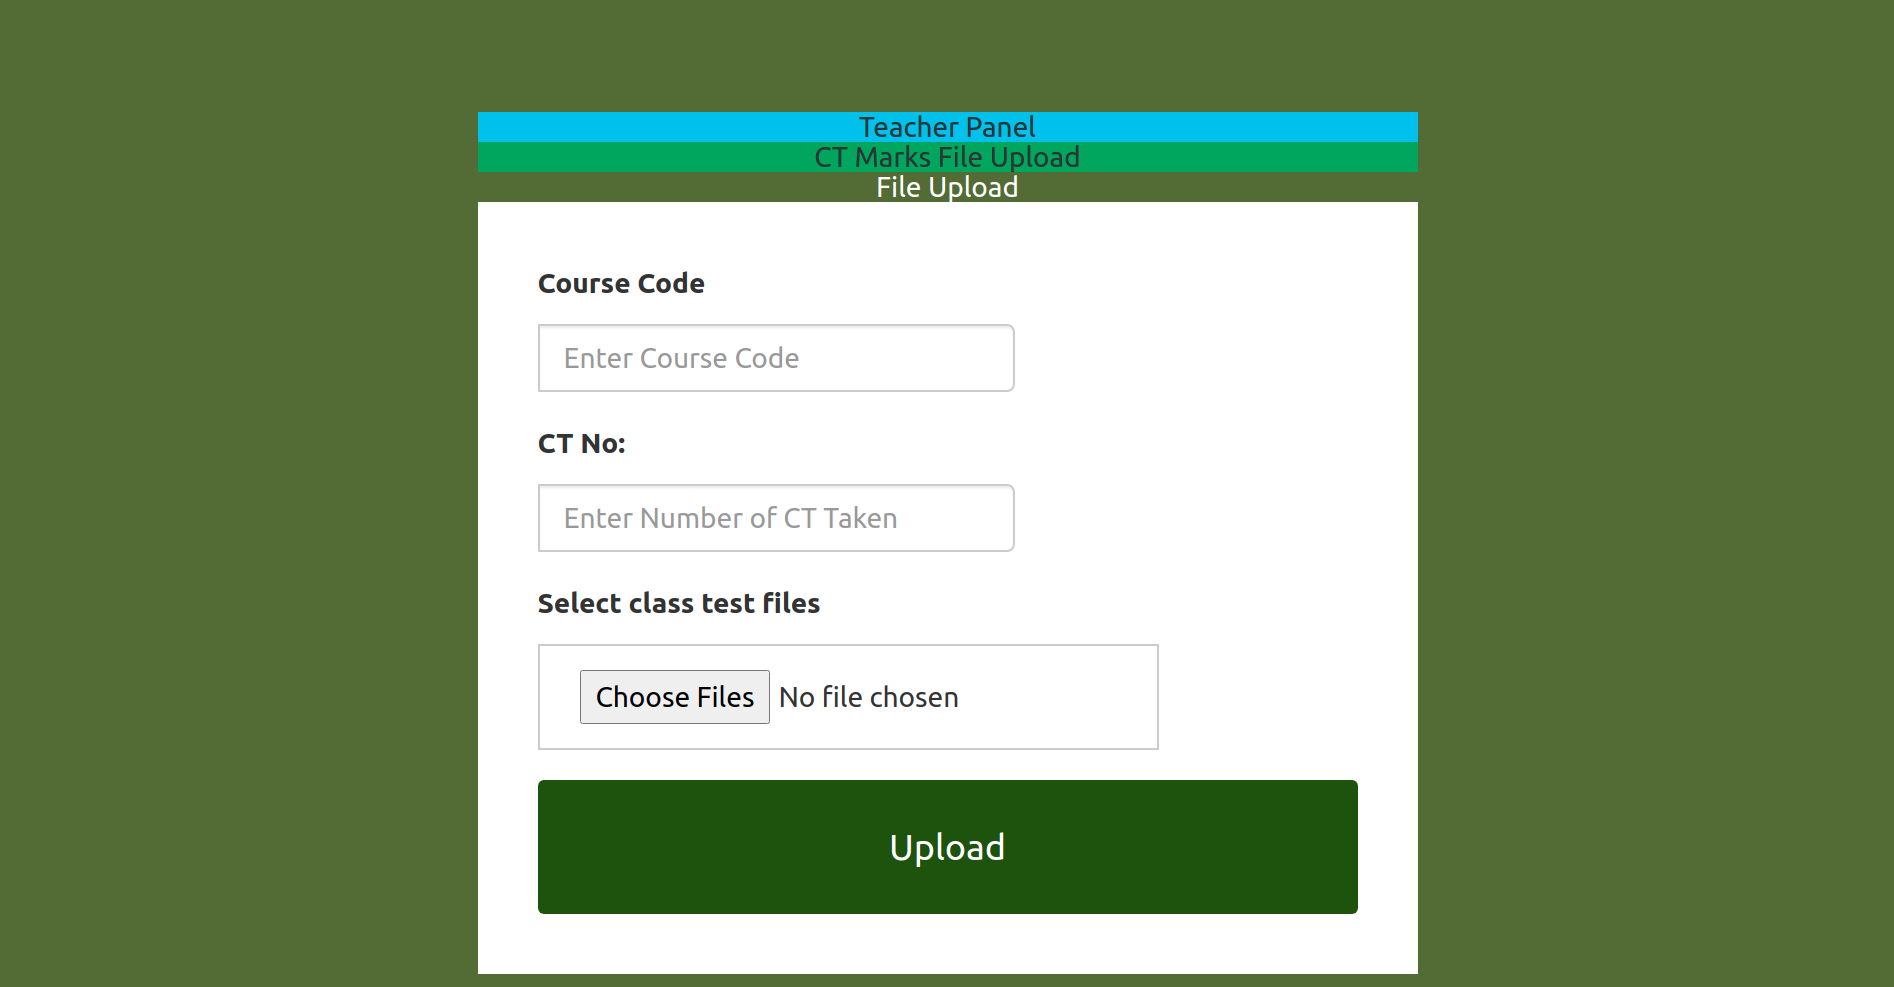 Teacher Panel
CT Marks File Upload
File Upload
Course Code
Enter Course Code
CT No:
Enter Number of CT Taken
Select class test files
Choose Files No file chosen
Upload